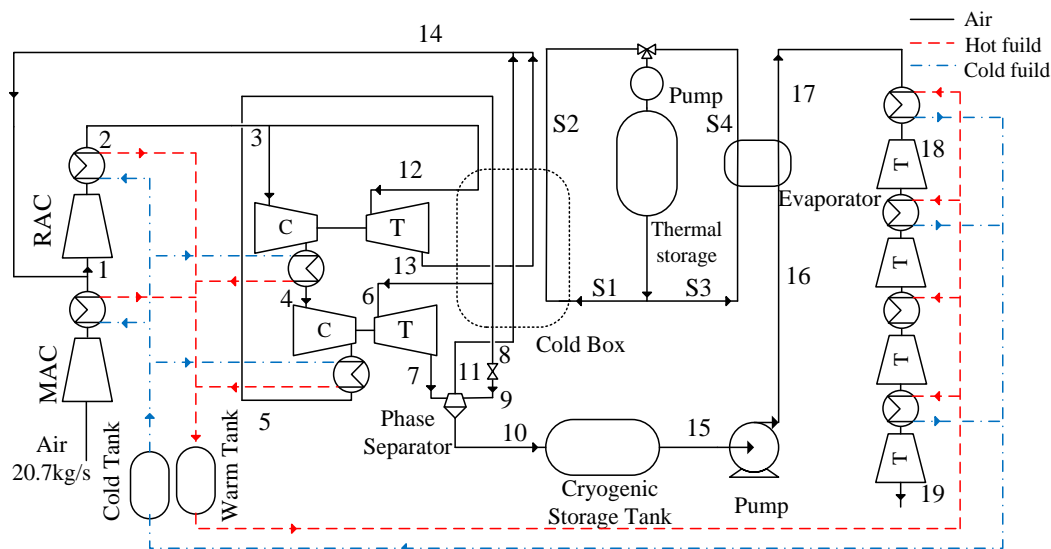 14
Air
Hot fuild
Cold fuild
Pump
17
S2
S4
2
3
12
18
T
RAC
C
T
Evaporator
Thermal
storage
13
1
16
T
4
6
S1
S3
C
T
Cold Box
MAC
8
7
11
9
T
5
Phase
Separator
10
15
Air
20.7kg/s
Cold Tank
Warm Tank
Cryogenic
Storage Tank
Pump
T
19